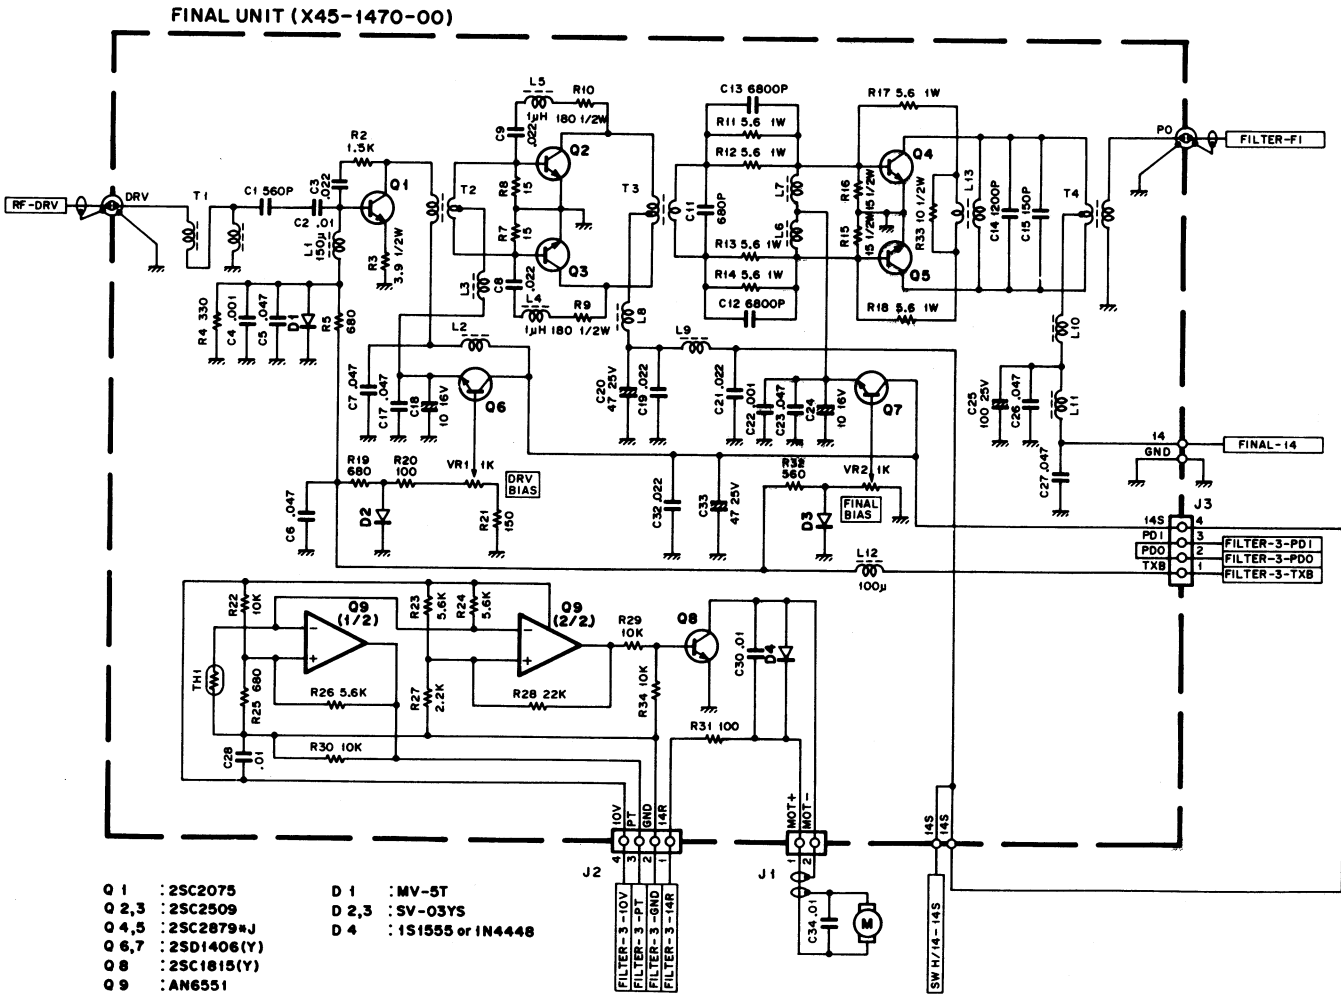 FINAL UNIT (X45-1470-00)
L5
R10
C13 6800P
R17 5.6 1W
1μH 180 1/2W
C9 .022
R11 5.6 1W
PO
FILTER-F1
R2
1.5K
Q2
R12 5.6 1W
Q4
C3 .022
Q1
RF-DRV
DRV
T1
C1 560P
C2 .01
T2
R8 15
T3
C11 680P
L7
R16 15 1/2W
R33 10 1/2W
L13
C14 1200P
C15 150P
T4
L1 150μ
R3 3.9 1/2W
R7 15
Q3
L6
R15 15 1/2W
R13 5.6 1W
Q5
L3
C8 .022
R14 5.6 1W
L4
R9
1μH 180 1/2W
C12 6800P
R18 5.6 1W
R4 330
C4 .001
C5 .047
D1
R5 680
L2
L8
L9
L10
C7 .047
C17 .047
C18 10 16V
Q6
C20 47 25V
C19 .022
C21 .022
C22 .001
C23 .047
C24 10 16V
Q7
C25 100 25V
C26 .047
L11
14
FINAL-14
GND
R19 680
R20 100
VR1 1K
DRV BIAS
R32 560
VR2 1K
FINAL BIAS
C27 .047
C6 .047
D2
R21 150
C32 .022
C33 47 25V
D3
J3
14S 4
PDI 3 FILTER-3-PDI
PDO 2 FILTER-3-PDO
TXB 1 FILTER-3-TXB
L12
100μ
R22 10K
Q9 (1/2)
R23 5.6K
R24 5.6K
Q9 (2/2)
R29 10K
Q8
C30 .01
D4
TH1
R25 680
R26 5.6K
R27 2.2K
R28 22K
R34 10K
C28 .01
R30 10K
R31 100
10V
PT
GND
14R
MOT+
MOT-
14S
14S
J2
4 3 2 1
J1
1 2
FILTER-3-10V
FILTER-3-PT
FILTER-3-GND
FILTER-3-14R
C34 .01
M
SW H/14-14S
Q 1 : 2SC2075
Q 2,3 : 2SC2509
Q 4,5 : 2SC2879*J
Q 6,7 : 2SD1406(Y)
Q 8 : 2SC1815(Y)
Q 9 : AN6551
D 1 : MV-5T
D 2,3 : SV-03YS
D 4 : 1S1555 or 1N4448